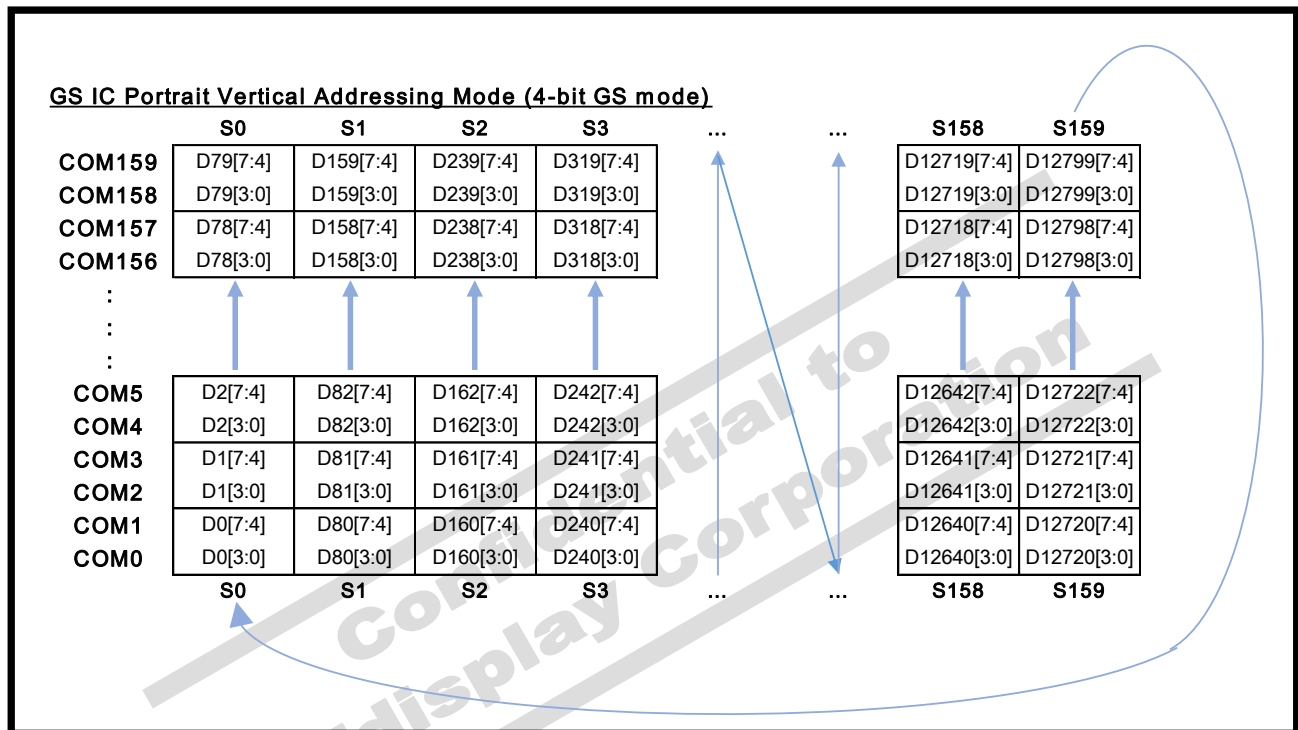 GS IC Portrait Vertical Addressing Mode (4-bit GS mode)
S0 S1 S2 S3 ... ... S158 S159
COM159 D79[7:4] D159[7:4] D239[7:4] D319[7:4] D12719[7:4] D12799[7:4]
COM158 D79[3:0] D159[3:0] D239[3:0] D319[3:0] D12719[3:0] D12799[3:0]
COM157 D78[7:4] D158[7:4] D238[7:4] D318[7:4] D12718[7:4] D12798[7:4]
COM156 D78[3:0] D158[3:0] D238[3:0] D318[3:0] D12718[3:0] D12798[3:0]
:
:
:
COM5 D2[7:4] D82[7:4] D162[7:4] D242[7:4] D12642[7:4] D12722[7:4]
COM4 D2[3:0] D82[3:0] D162[3:0] D242[3:0] D12642[3:0] D12722[3:0]
COM3 D1[7:4] D81[7:4] D161[7:4] D241[7:4] D12641[7:4] D12721[7:4]
COM2 D1[3:0] D81[3:0] D161[3:0] D241[3:0] D12641[3:0] D12721[3:0]
COM1 D0[7:4] D80[7:4] D160[7:4] D240[7:4] D12640[7:4] D12720[7:4]
COM0 D0[3:0] D80[3:0] D160[3:0] D240[3:0] D12640[3:0] D12720[3:0]
S0 S1 S2 S3 ... ... S158 S159
Confidential to
display Corporation